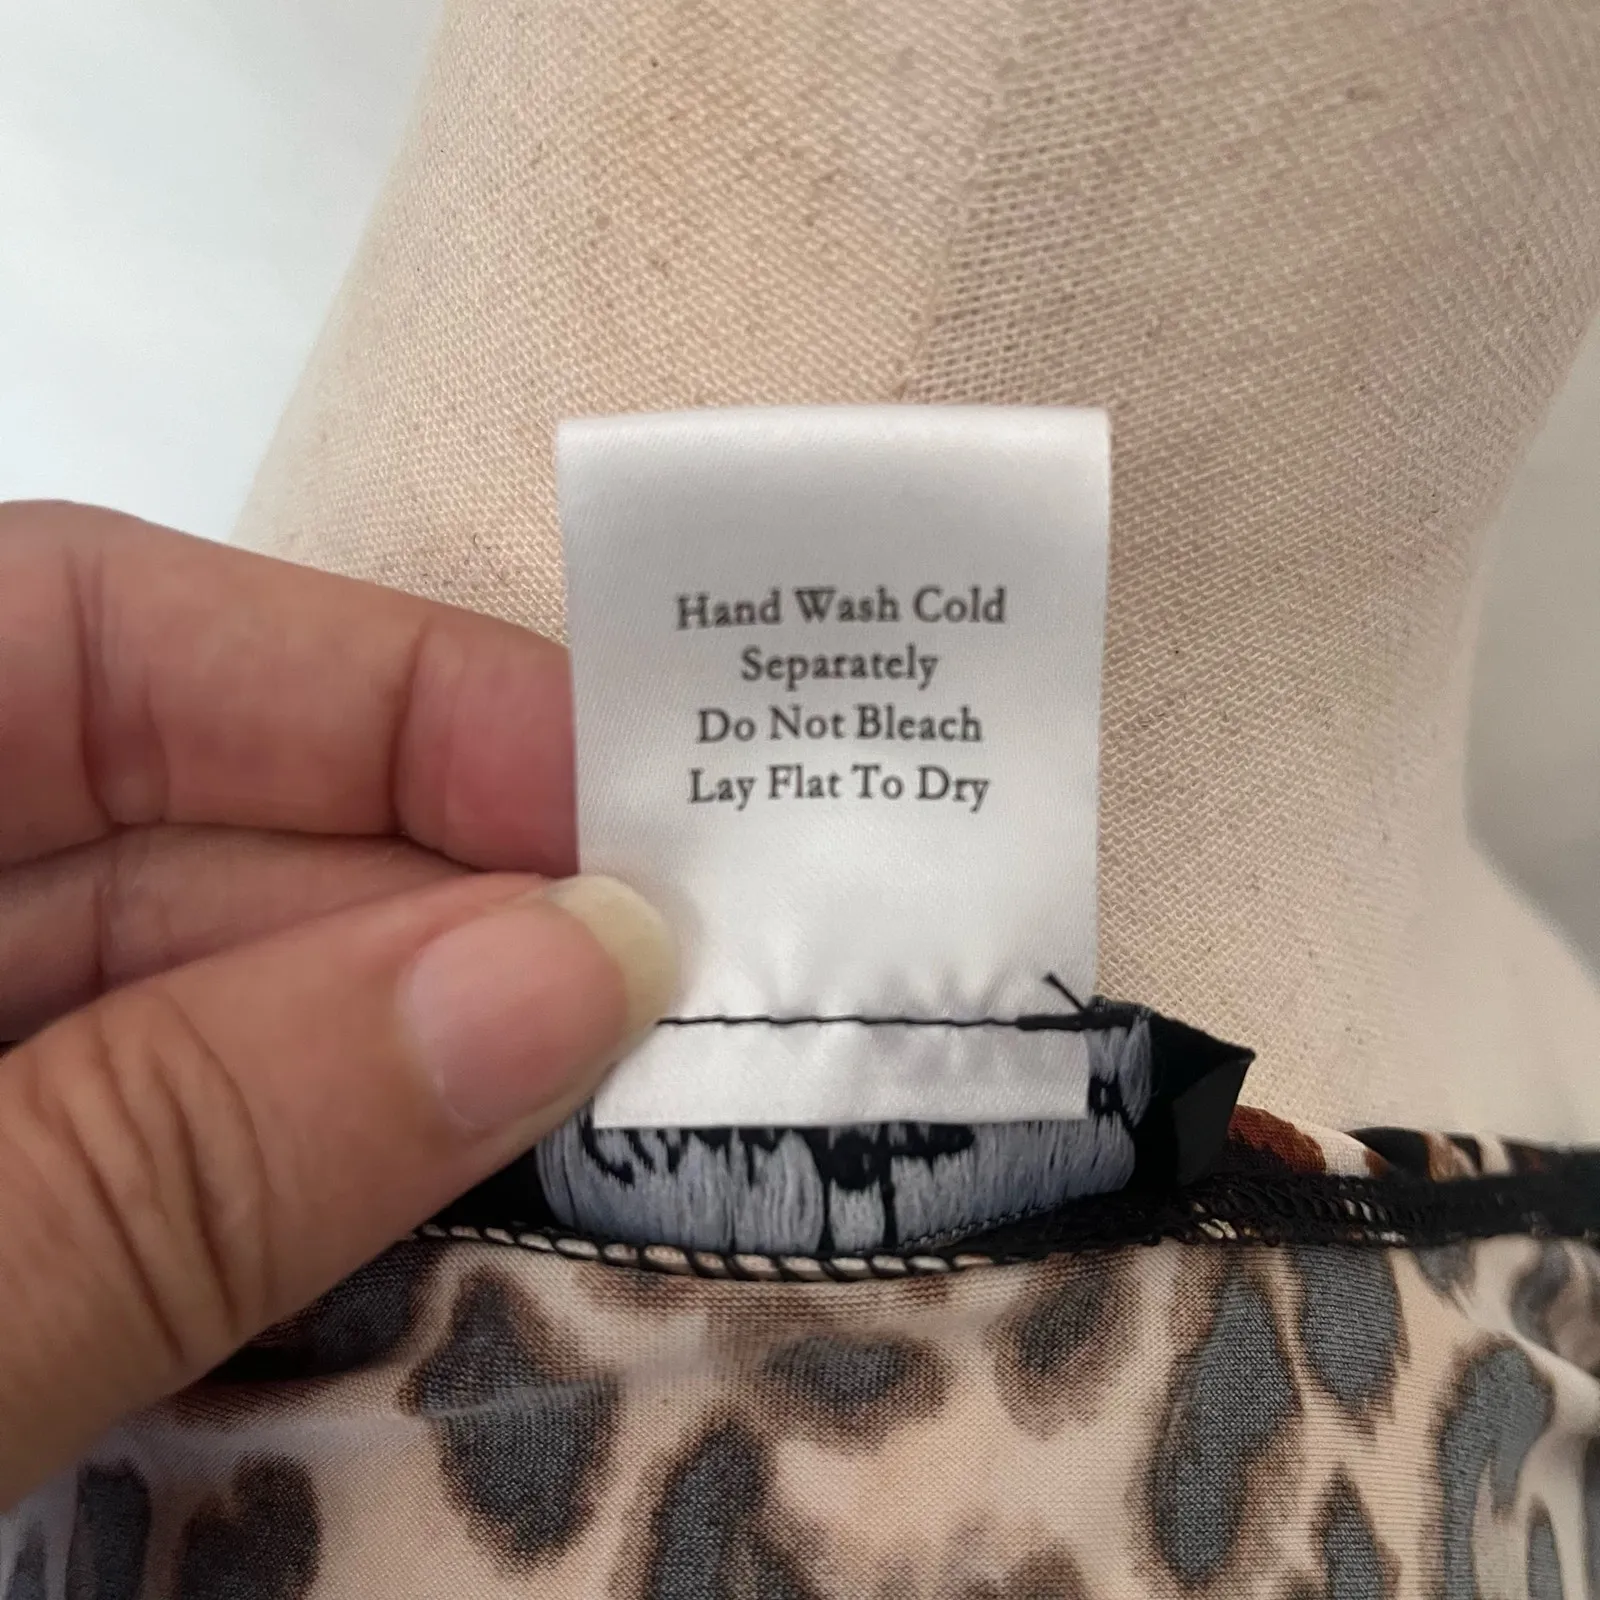 Hand Wash Cold
Separately
Do Not Bleach
Lay Flat To Dry